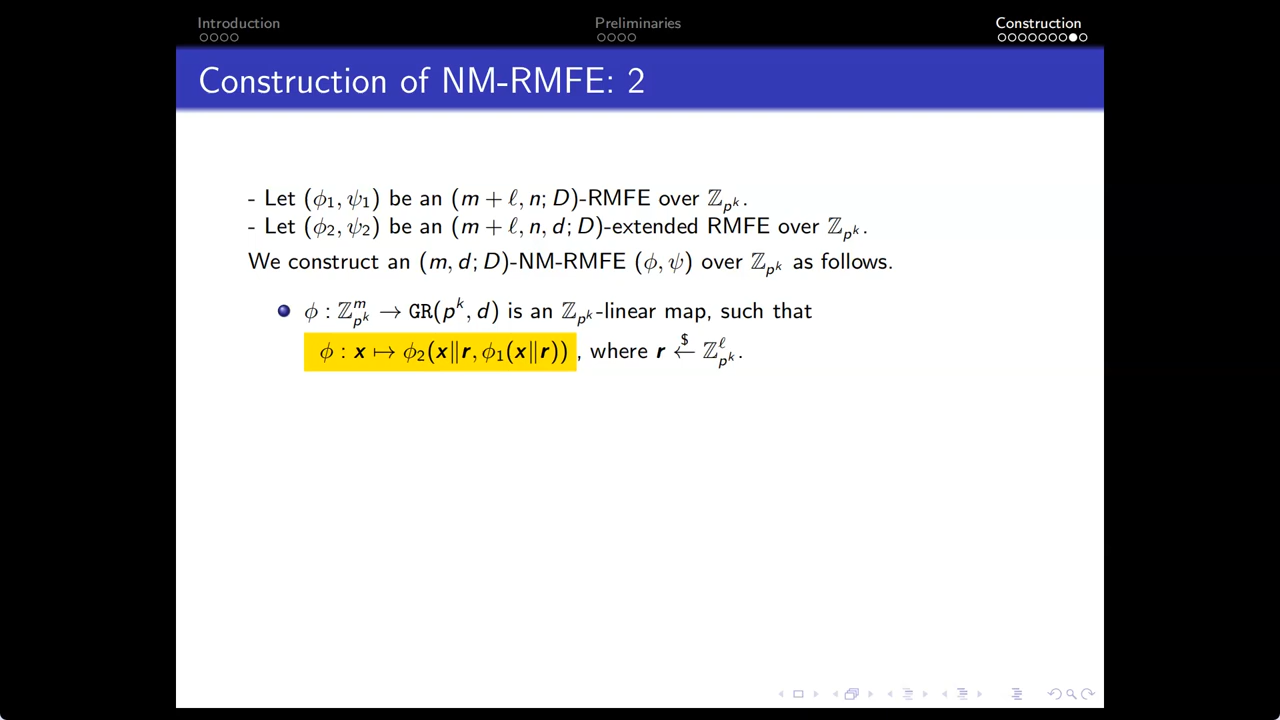 Introduction
Preliminaries
Construction
Construction of NM-RMFE: 2
- Let (ϕ₁, ψ₁) be an (m + ℓ, n; D)-RMFE over ℤ_{p^k}.
- Let (ϕ₂, ψ₂) be an (m + ℓ, n, d; D)-extended RMFE over ℤ_{p^k}.
We construct an (m, d; D)-NM-RMFE (ϕ, ψ) over ℤ_{p^k} as follows.
ϕ : ℤ_{p^k}^m → GR(p^k, d) is an ℤ_{p^k}-linear map, such that
ϕ : x ↦ ϕ₂(x‖r, ϕ₁(x‖r)), where r ←$ ℤ_{p^k}^ℓ.